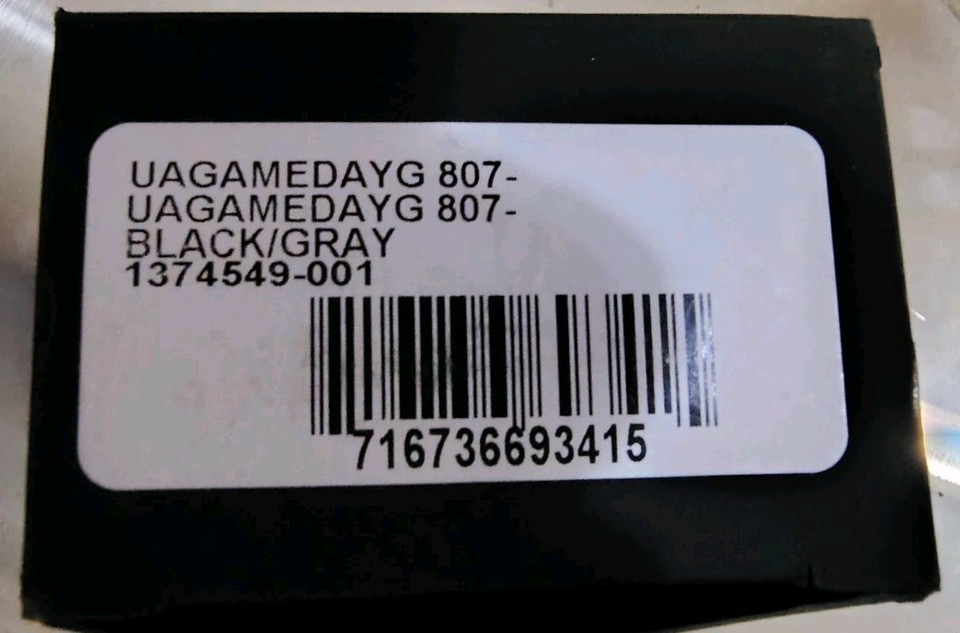 UAGAMEDAYG 807-
UAGAMEDAYG 807-
BLACK/GRAY
1374549-001
716736693415